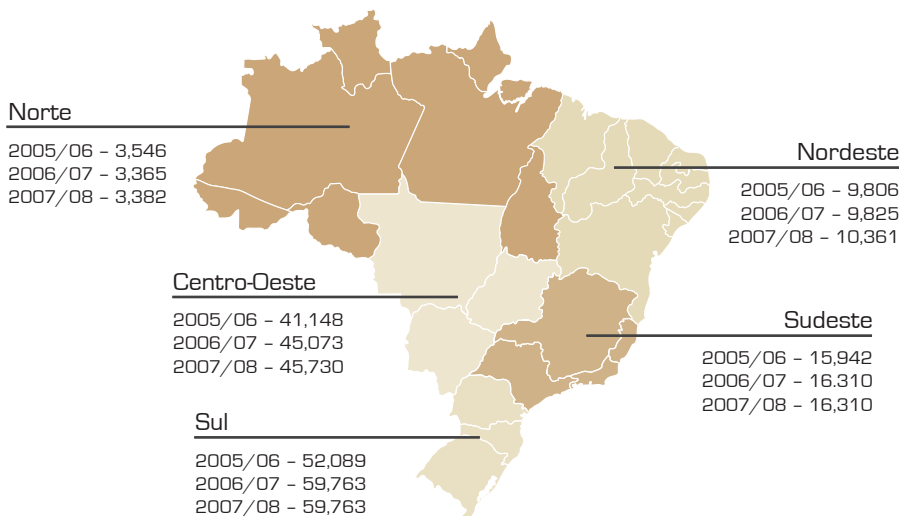 Norte
2005/06 – 3,546
2006/07 – 3,365
2007/08 – 3,382
Nordeste
2005/06 – 9,806
2006/07 – 9,825
2007/08 – 10,361
Centro-Oeste
2005/06 – 41,148
2006/07 – 45,073
2007/08 – 45,730
Sudeste
2005/06 – 15,942
2006/07 – 16.310
2007/08 – 16,310
Sul
2005/06 – 52,089
2006/07 – 59,763
2007/08 – 59,763